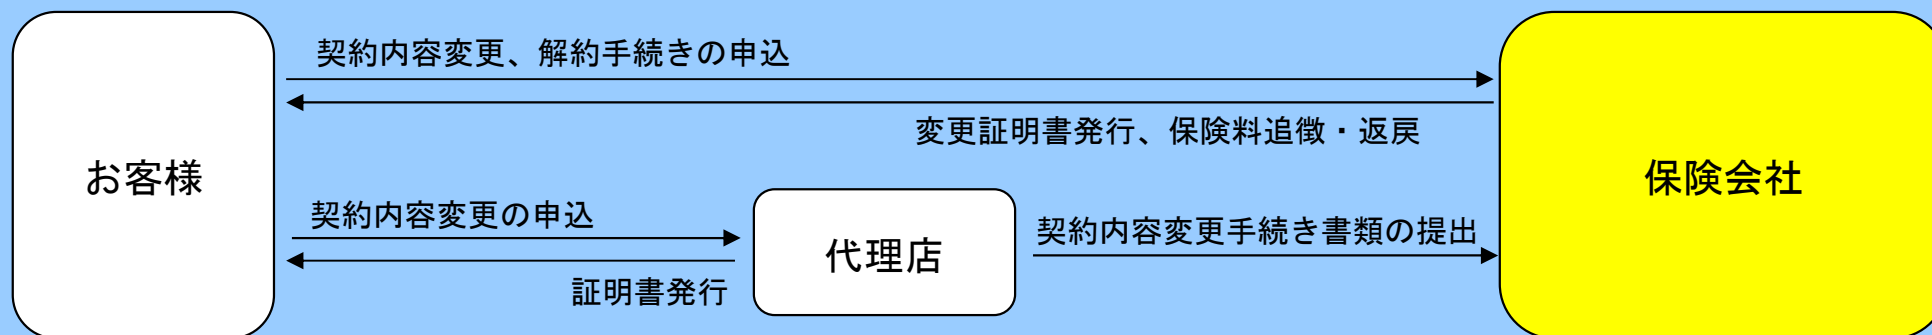 契約内容変更、解約手続きの申込
変更証明書発行、保険料追徴・返戻
お客様
保険会社
契約内容変更の申込
代理店
契約内容変更手続き書類の提出
証明書発行